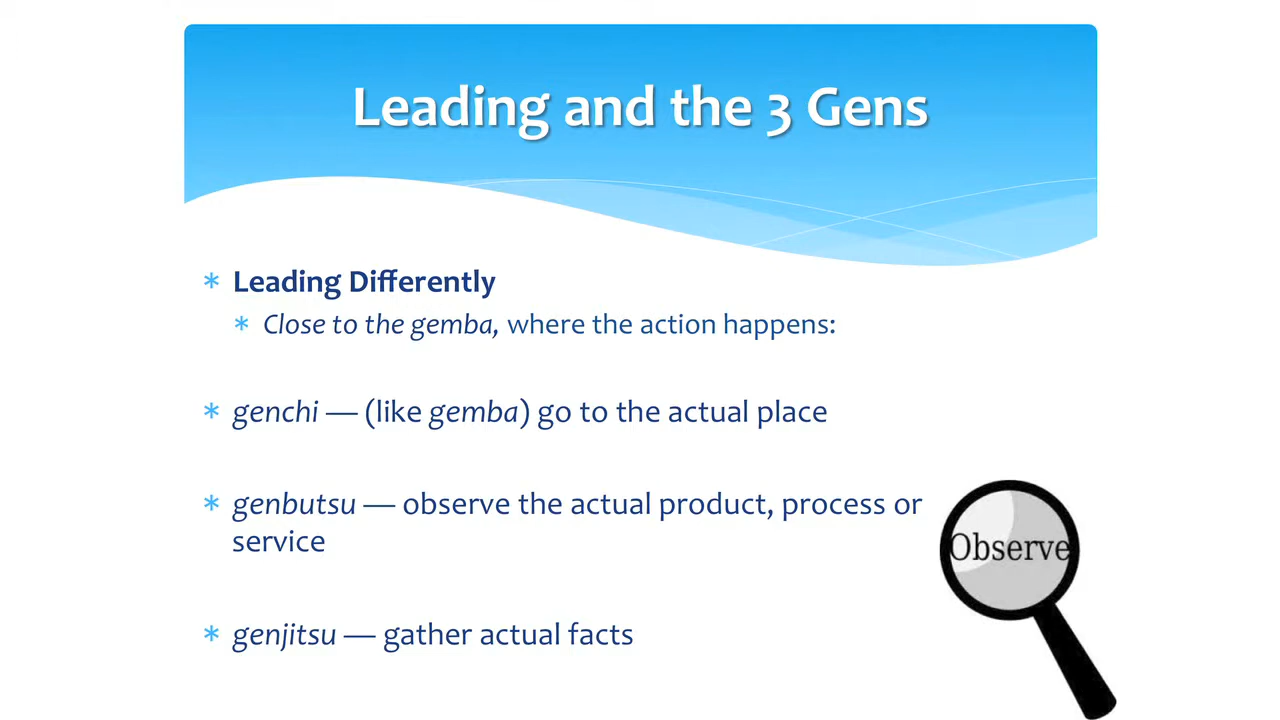 Leading and the 3 Gens
* Leading Differently
* Close to the gemba, where the action happens:
* genchi — (like gemba) go to the actual place
* genbutsu — observe the actual product, process or
service
Observe
* genjitsu — gather actual facts